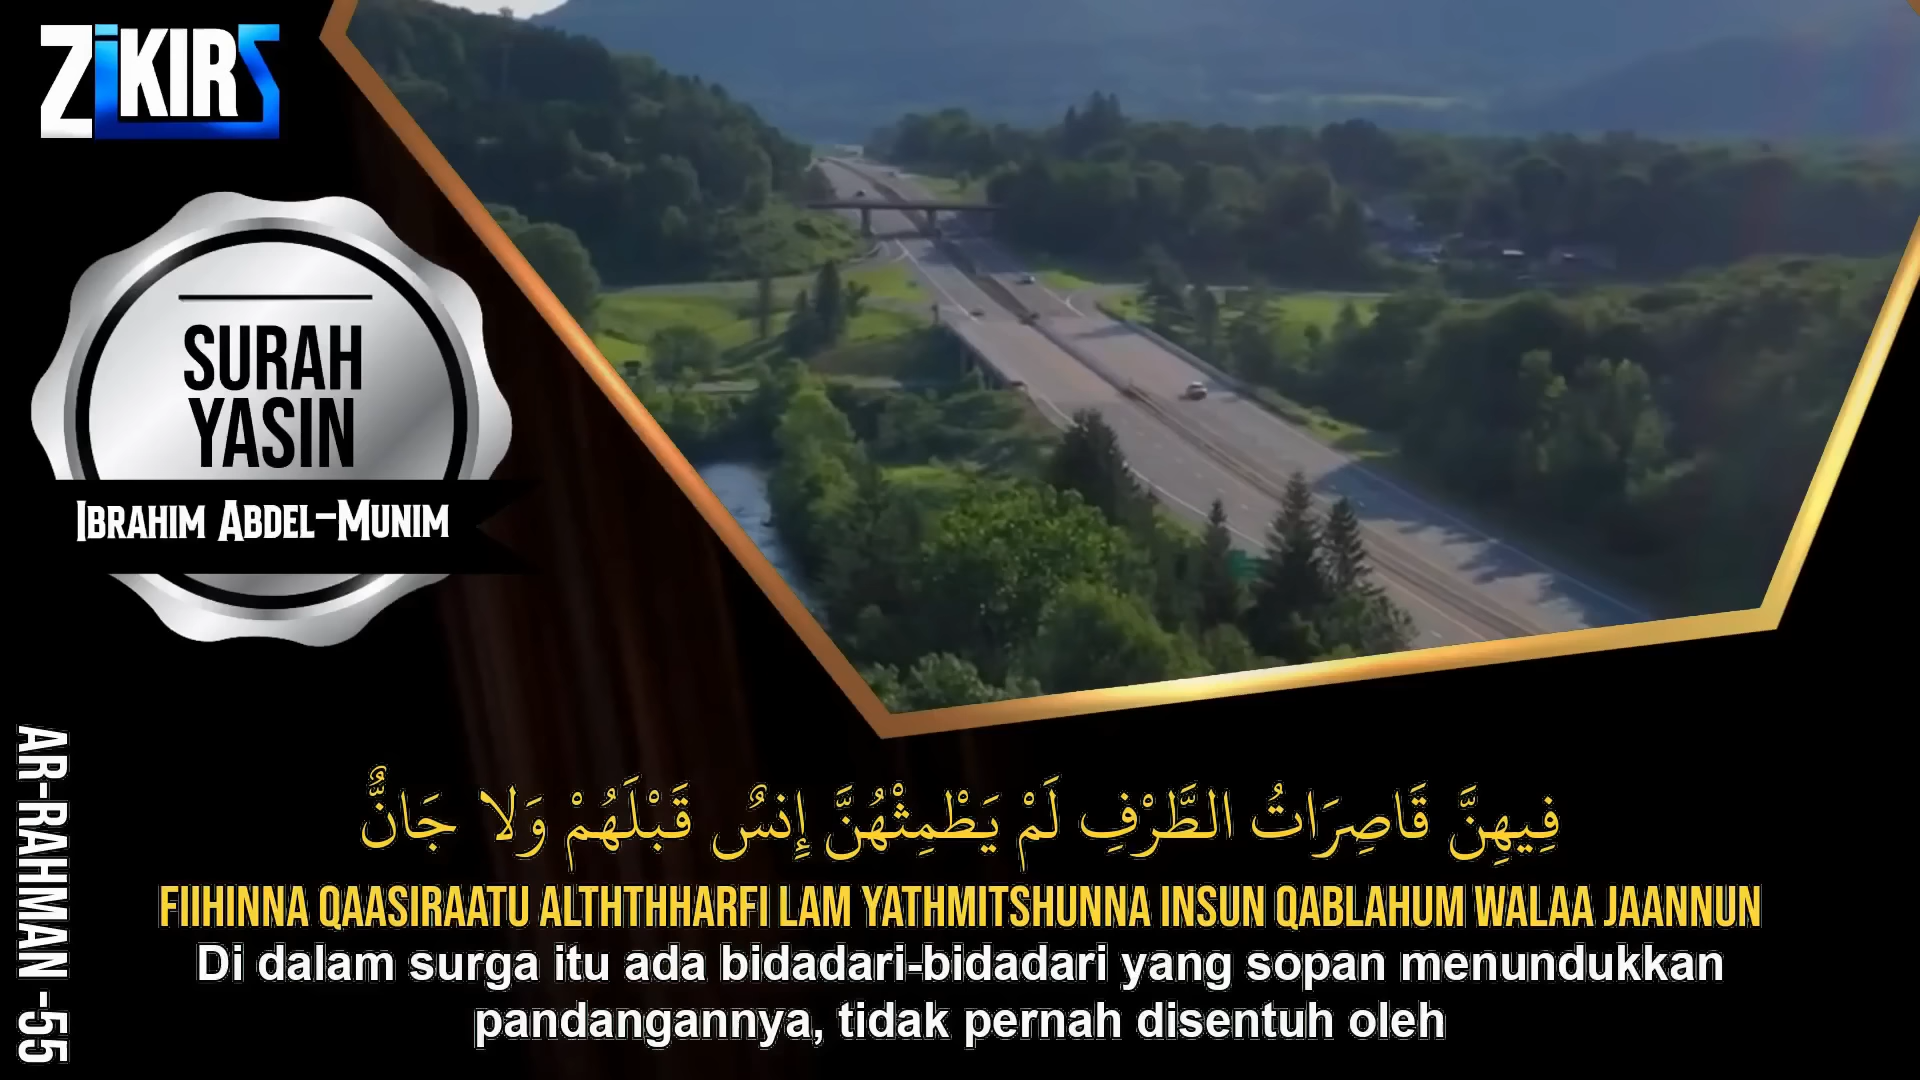 ZIKIRS
SURAH
YASIN
IBRAHIM ABDEL-MUNIM
AR-RAHMAN -55
فِيهِنَّ قَاصِرَاتُ الطَّرْفِ لَمْ يَطْمِثْهُنَّ إِنسٌ قَبْلَهُمْ وَلا جَانٌّ
FIIHINNA QAASIRAATU ALTHTHHARFI LAM YATHMITSHUNNA INSUN QABLAHUM WALAA JAANNUN
Di dalam surga itu ada bidadari-bidadari yang sopan menundukkan
pandangannya, tidak pernah disentuh oleh